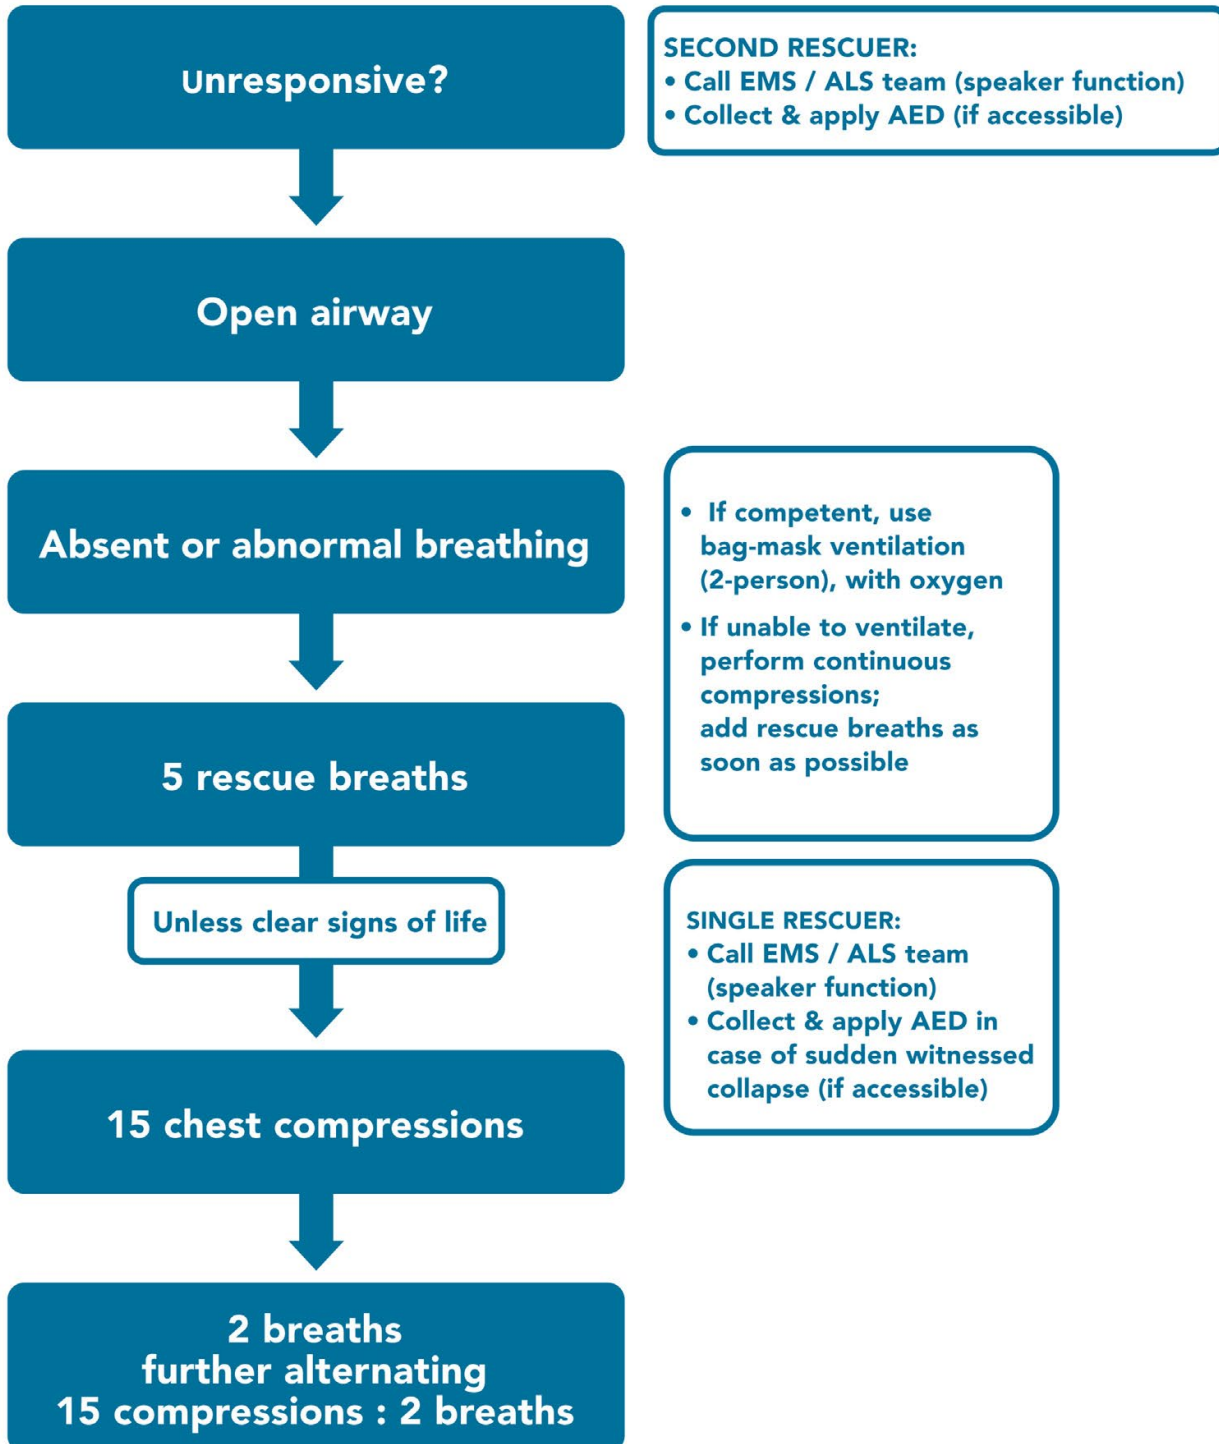 Unresponsive?
SECOND RESCUER:
• Call EMS / ALS team (speaker function)
• Collect & apply AED (if accessible)
Open airway
Absent or abnormal breathing
• If competent, use
bag-mask ventilation
(2-person), with oxygen
• If unable to ventilate,
perform continuous
compressions;
add rescue breaths as
soon as possible
5 rescue breaths
Unless clear signs of life
SINGLE RESCUER:
• Call EMS / ALS team
(speaker function)
• Collect & apply AED in
case of sudden witnessed
collapse (if accessible)
15 chest compressions
2 breaths
further alternating
15 compressions : 2 breaths